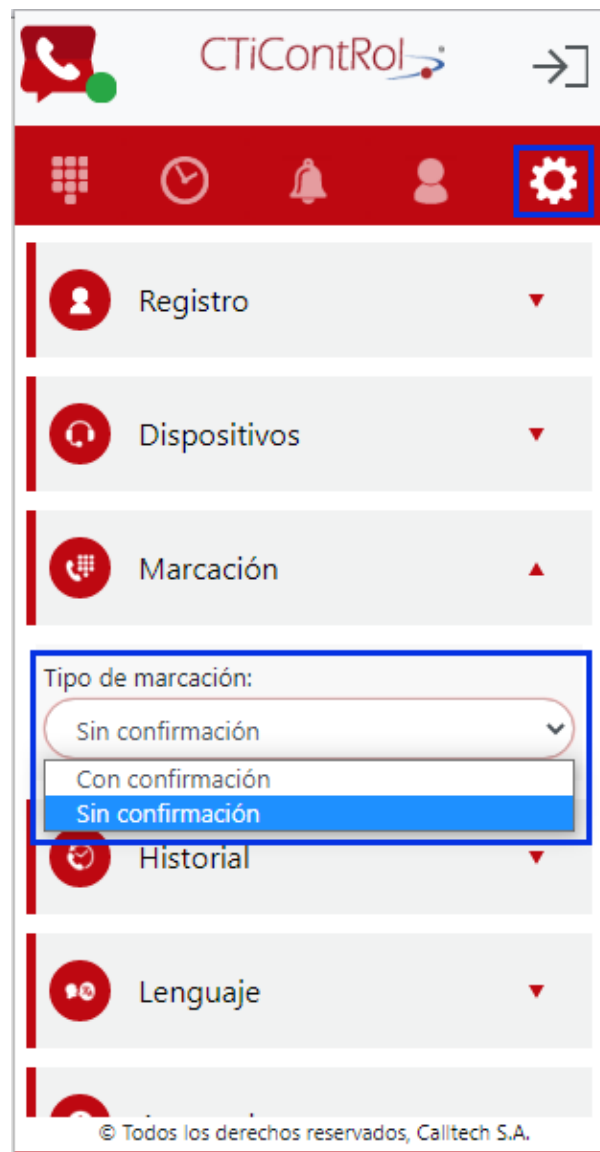 CTiContRol
Registro
Dispositivos
Marcación
Tipo de marcación:
Sin confirmación
Con confirmación
Sin confirmación
Historial
Lenguaje
© Todos los derechos reservados, Calltech S.A.